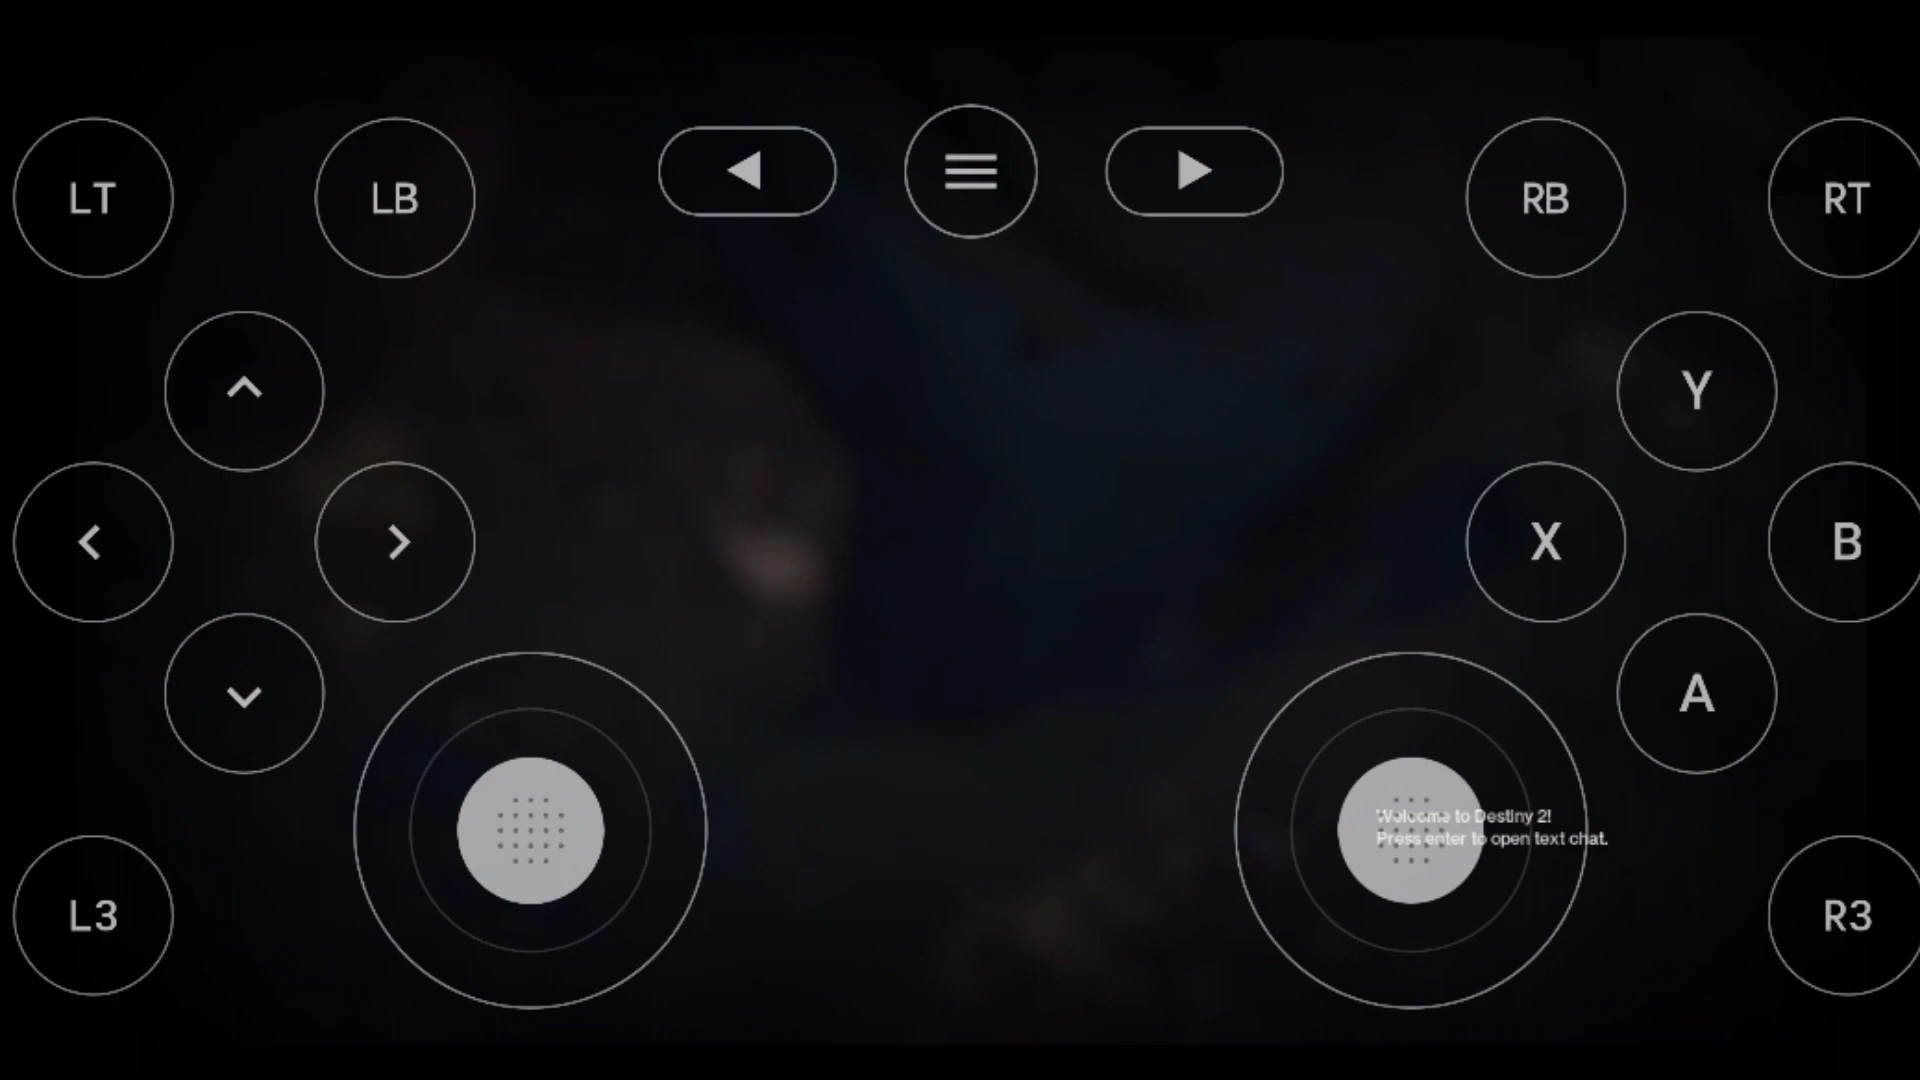 LT
LB
RB
RT
Y
X
B
A
Welcome to Destiny 2!
Press enter to open text chat.
L3
R3